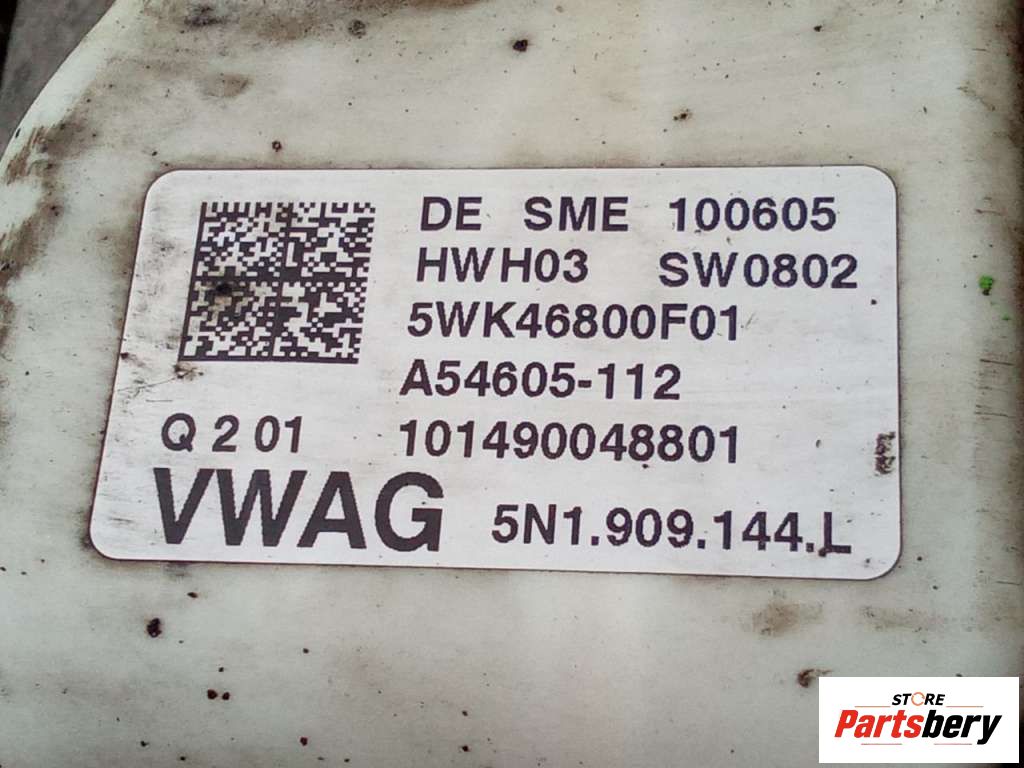 DE SME 100605
HWH03 SW0802
5WK46800F01
A54605-112
Q 2 01 101490048801
VWAG 5N1.909.144.L
STORE
Partsbery